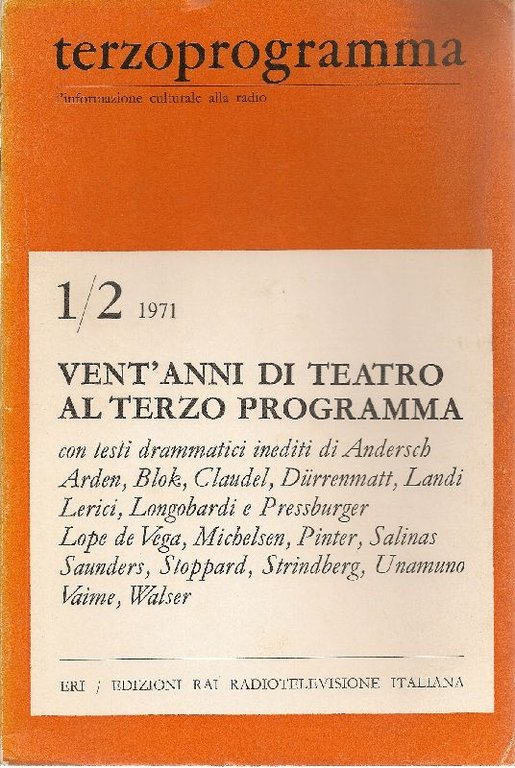 terzoprogramma
l'informazione culturale alla radio
1/2 1971
VENT'ANNI DI TEATRO
AL TERZO PROGRAMMA
con testi drammatici inediti di Andersch
Arden, Blok, Claudel, Dürrenmatt, Landi
Lerici, Longobardi e Pressburger
Lope de Vega, Michelsen, Pinter, Salinas
Saunders, Stoppard, Strindberg, Unamuno
Vaime, Walser
ERI / EDIZIONI RAI RADIOTELEVISIONE ITALIANA